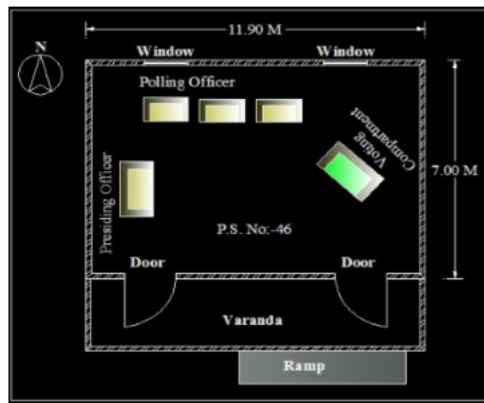 11.90 M
N
Window
Window
Polling Officer
Voting
Compartment
7.00 M
Presiding Officer
P.S. No:-46
Door
Door
Varanda
Ramp